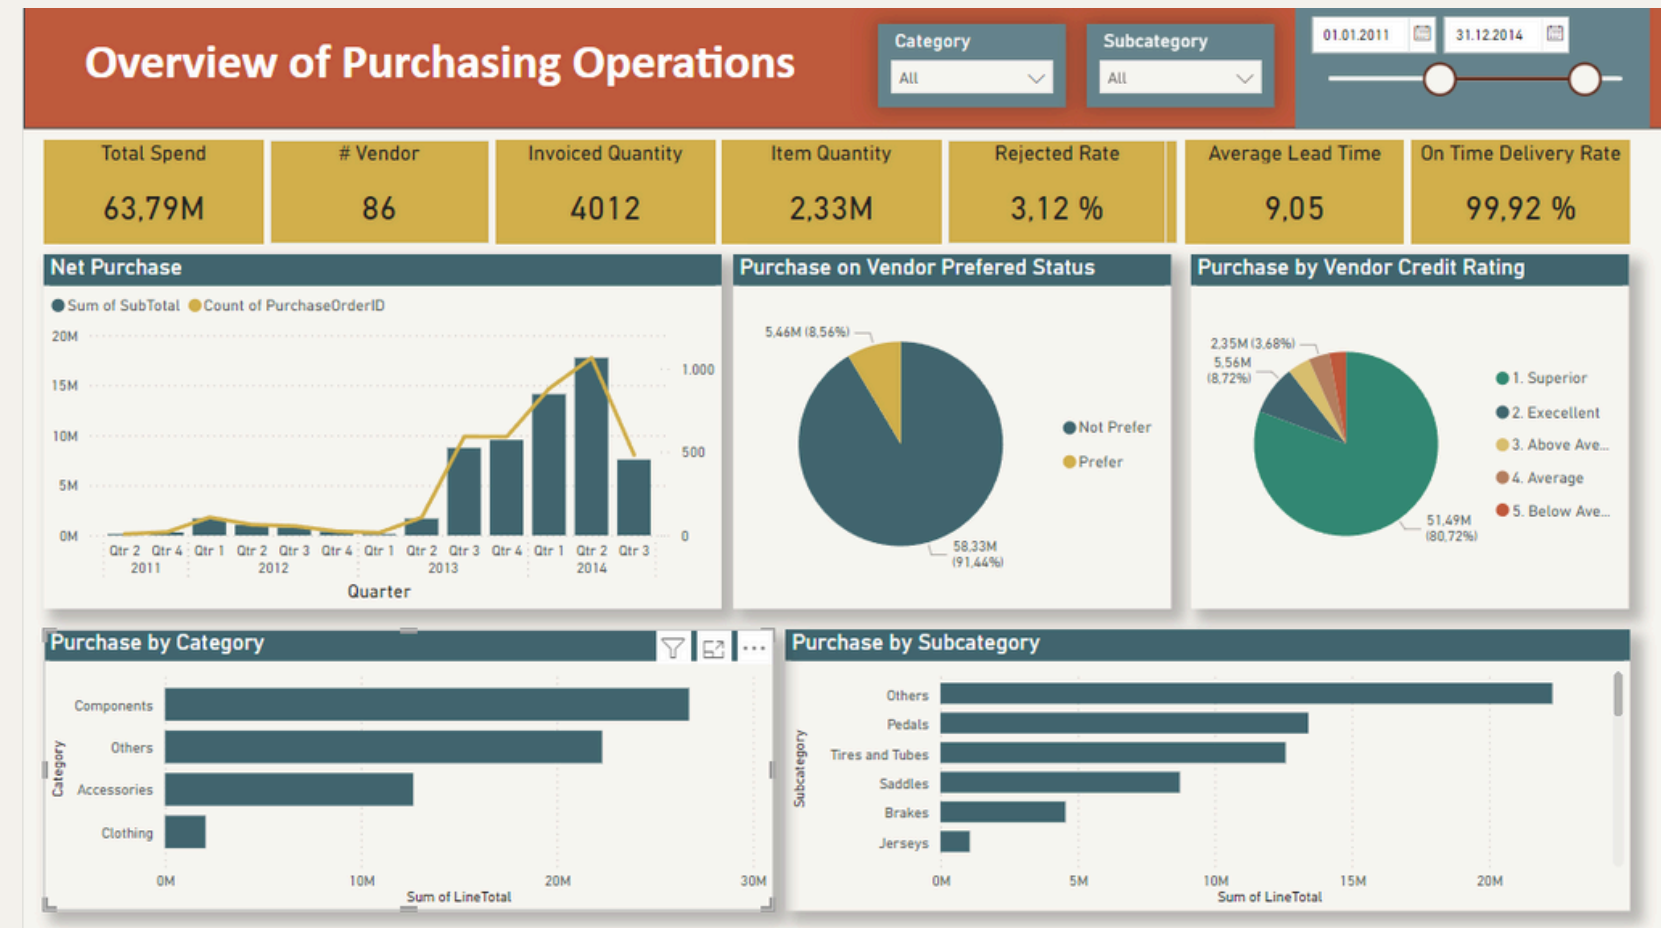 Overview of Purchasing Operations
Category
All
Subcategory
All
01.01.2011
31.12.2014
Total Spend
63,79M
# Vendor
86
Invoiced Quantity
4012
Item Quantity
2,33M
Rejected Rate
3,12 %
Average Lead Time
9,05
On Time Delivery Rate
99,92 %
Net Purchase
Sum of SubTotal Count of PurchaseOrderID
20M
15M
10M
5M
0M
1.000
500
0
Qtr 2 Qtr 4 Qtr 1 Qtr 2 Qtr 3 Qtr 4 Qtr 1 Qtr 2 Qtr 3 Qtr 4 Qtr 1 Qtr 2 Qtr 3
2011 2012 2013 2014
Quarter
Purchase on Vendor Prefered Status
5,46M (8,56%)
58,33M
(91,44%)
Not Prefer
Prefer
Purchase by Vendor Credit Rating
2,35M (3,68%)
5,56M
(8,72%)
51,49M
(80,72%)
1. Superior
2. Execellent
3. Above Ave...
4. Average
5. Below Ave...
Purchase by Category
Category
Components
Others
Accessories
Clothing
0M 10M 20M 30M
Sum of LineTotal
Purchase by Subcategory
Subcategory
Others
Pedals
Tires and Tubes
Saddles
Brakes
Jerseys
0M 5M 10M 15M 20M
Sum of LineTotal